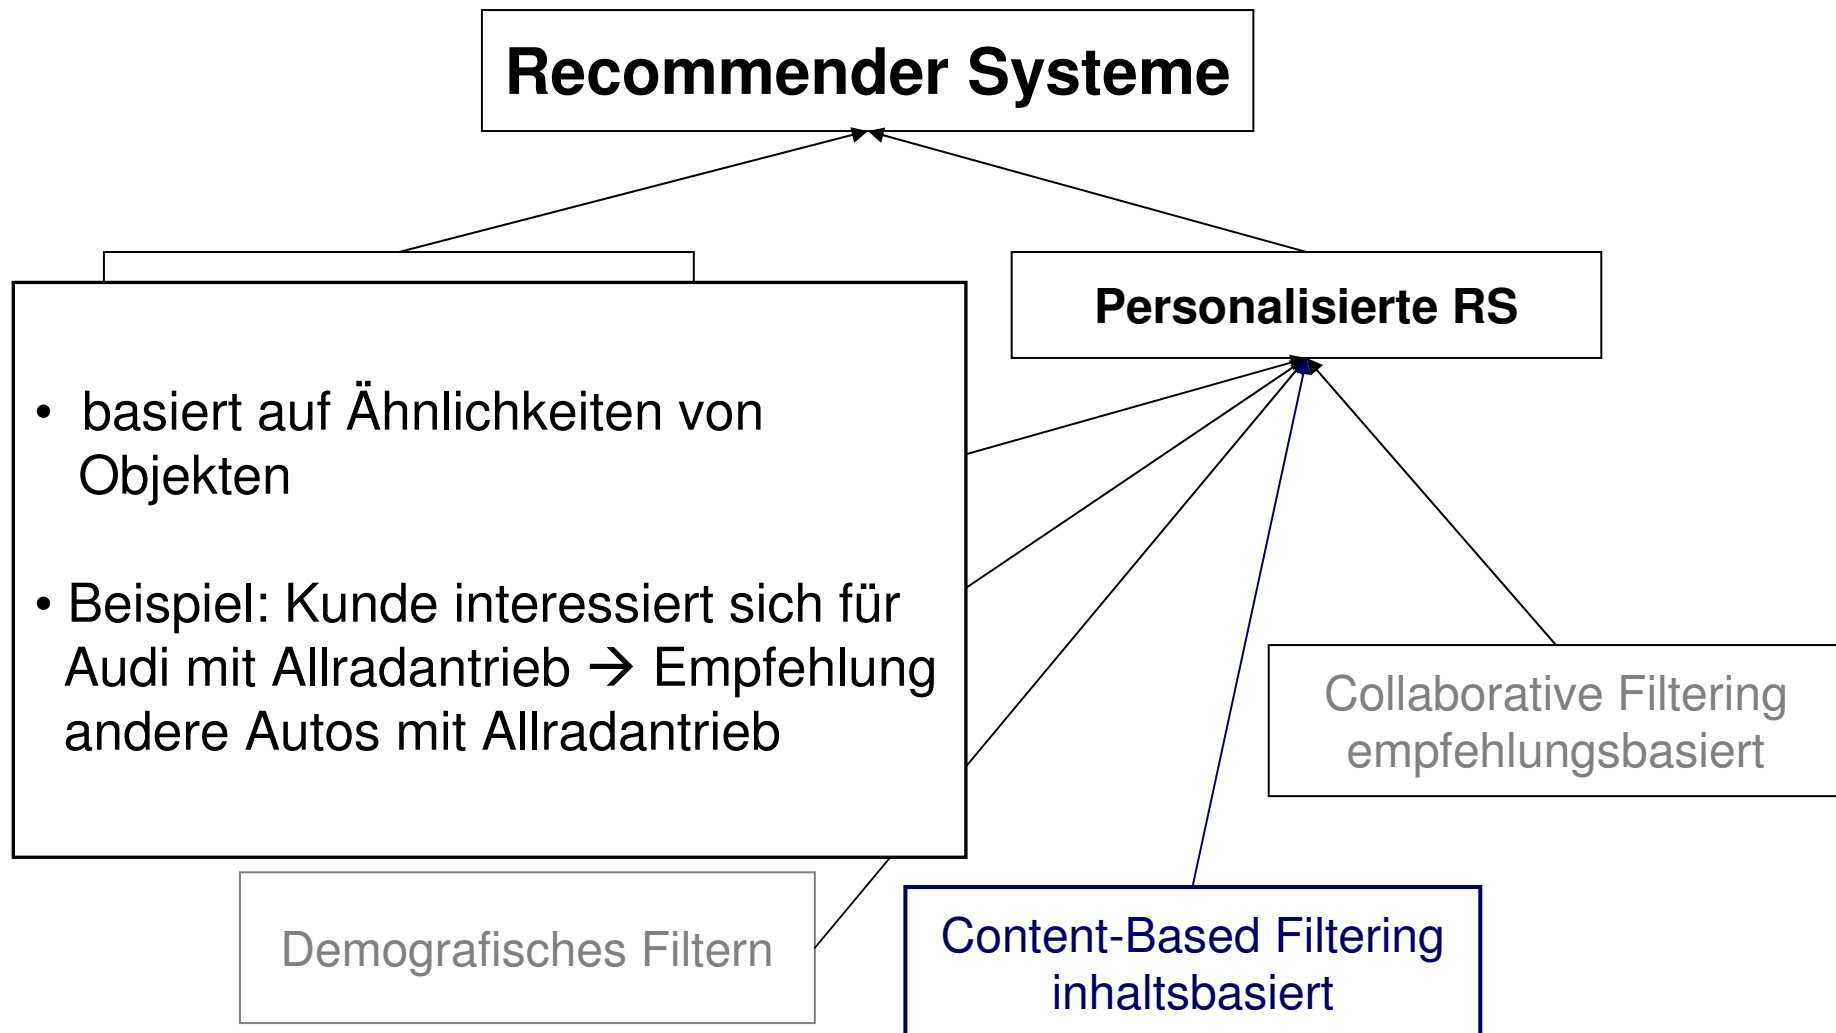 Recommender Systeme
Personalisierte RS
• basiert auf Ähnlichkeiten von
Objekten
• Beispiel: Kunde interessiert sich für
Audi mit Allradantrieb → Empfehlung
andere Autos mit Allradantrieb
Collaborative Filtering
empfehlungsbasiert
Demografisches Filtern
Content-Based Filtering
inhaltsbasiert